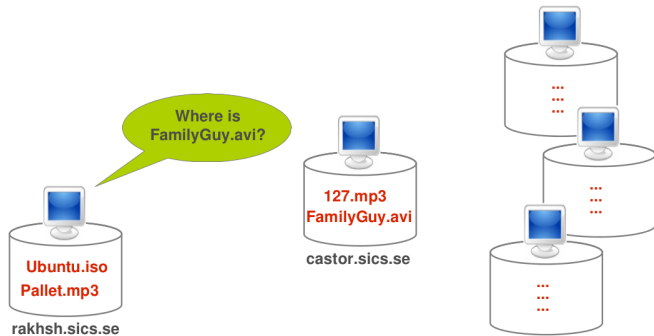 Where is
FamilyGuy.avi?
Ubuntu.iso
Pallet.mp3
rakhsh.sics.se
127.mp3
FamilyGuy.avi
castor.sics.se
...
...
...
...
...
...
...
...
...